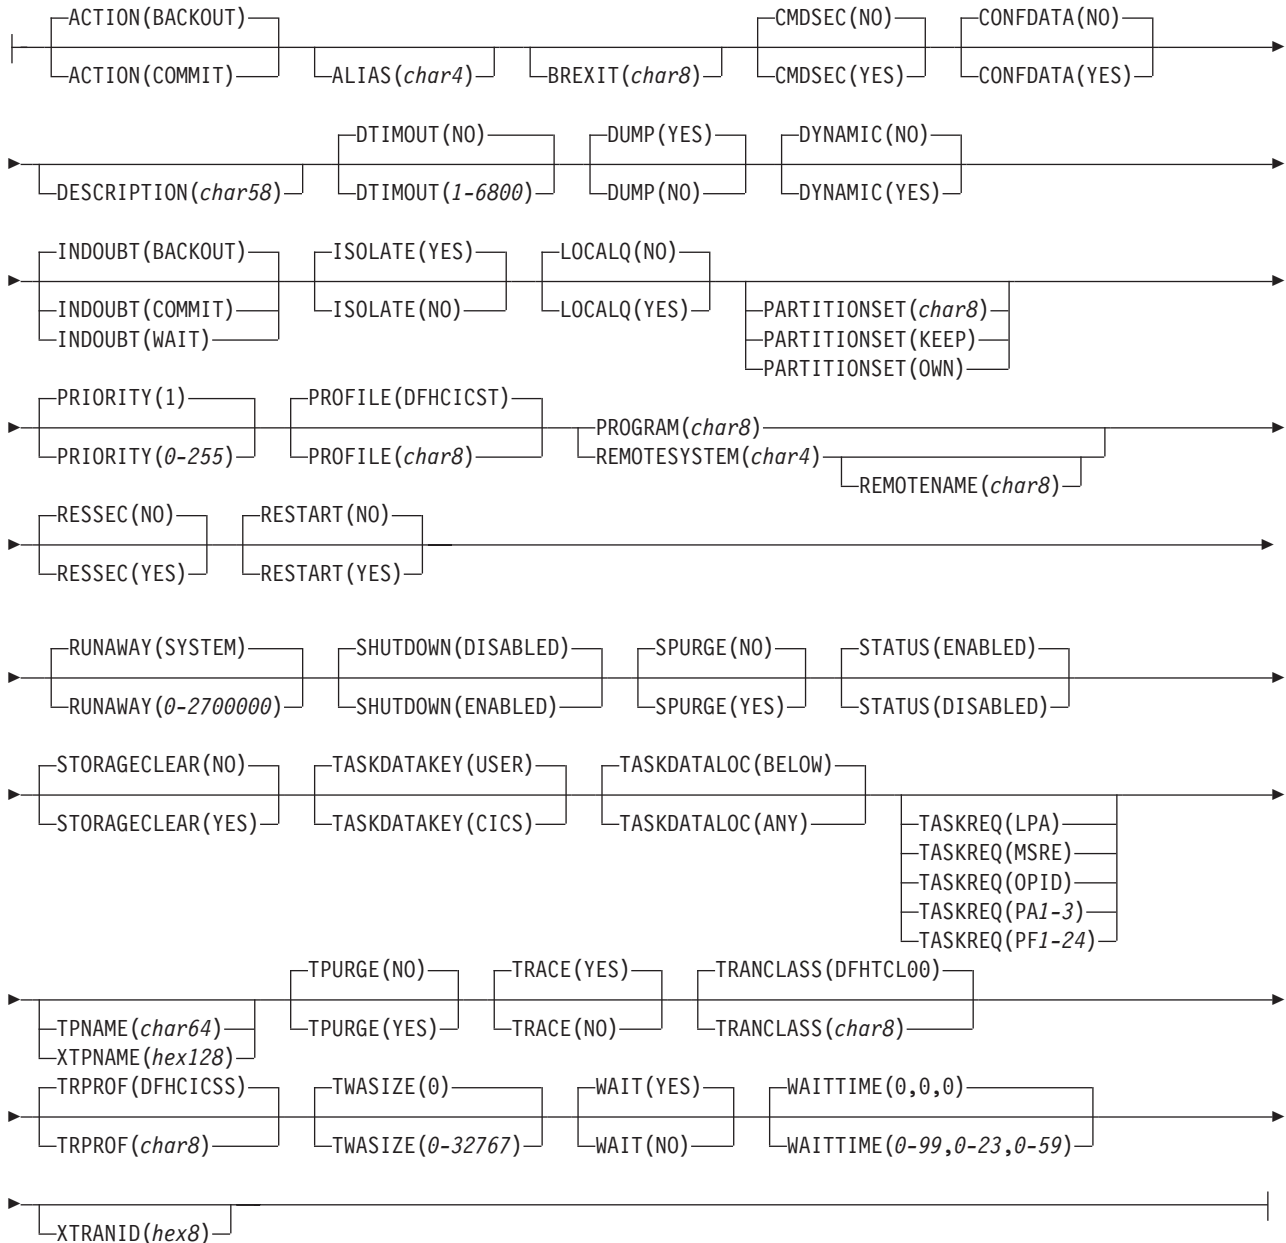 ACTION(BACKOUT) CMDSEC(NO) CONFDATA(NO)
ACTION(COMMIT) ALIAS(char4) BREXIT(char8) CMDSEC(YES) CONFDATA(YES)
DTIMOUT(NO) DUMP(YES) DYNAMIC(NO)
DESCRIPTION(char58) DTIMOUT(1-6800) DUMP(NO) DYNAMIC(YES)
INDOUBT(BACKOUT) ISOLATE(YES) LOCALQ(NO)
INDOUBT(COMMIT) ISOLATE(NO) LOCALQ(YES) PARTITIONSET(char8)
INDOUBT(WAIT) PARTITIONSET(KEEP)
PARTITIONSET(OWN)
PRIORITY(1) PROFILE(DFHCICST) PROGRAM(char8)
PRIORITY(0-255) PROFILE(char8) REMOTESYSTEM(char4)
REMOTENAME(char8)
RESSEC(NO) RESTART(NO)
RESSEC(YES) RESTART(YES)
RUNAWAY(SYSTEM) SHUTDOWN(DISABLED) SPURGE(NO) STATUS(ENABLED)
RUNAWAY(0-2700000) SHUTDOWN(ENABLED) SPURGE(YES) STATUS(DISABLED)
STORAGECLEAR(NO) TASKDATAKEY(USER) TASKDATALOC(BELOW)
STORAGECLEAR(YES) TASKDATAKEY(CICS) TASKDATALOC(ANY) TASKREQ(LPA)
TASKREQ(MSRE)
TASKREQ(OPID)
TASKREQ(PA1-3)
TASKREQ(PF1-24)
TPURGE(NO) TRACE(YES) TRANCLASS(DFHTCL00)
TPNAME(char64) TPURGE(YES) TRACE(NO) TRANCLASS(char8)
XTPNAME(hex128)
TRPROF(DFHCICSS) TWASIZE(0) WAIT(YES) WAITTIME(0,0,0)
TRPROF(char8) TWASIZE(0-32767) WAIT(NO) WAITTIME(0-99,0-23,0-59)
XTRANID(hex8)